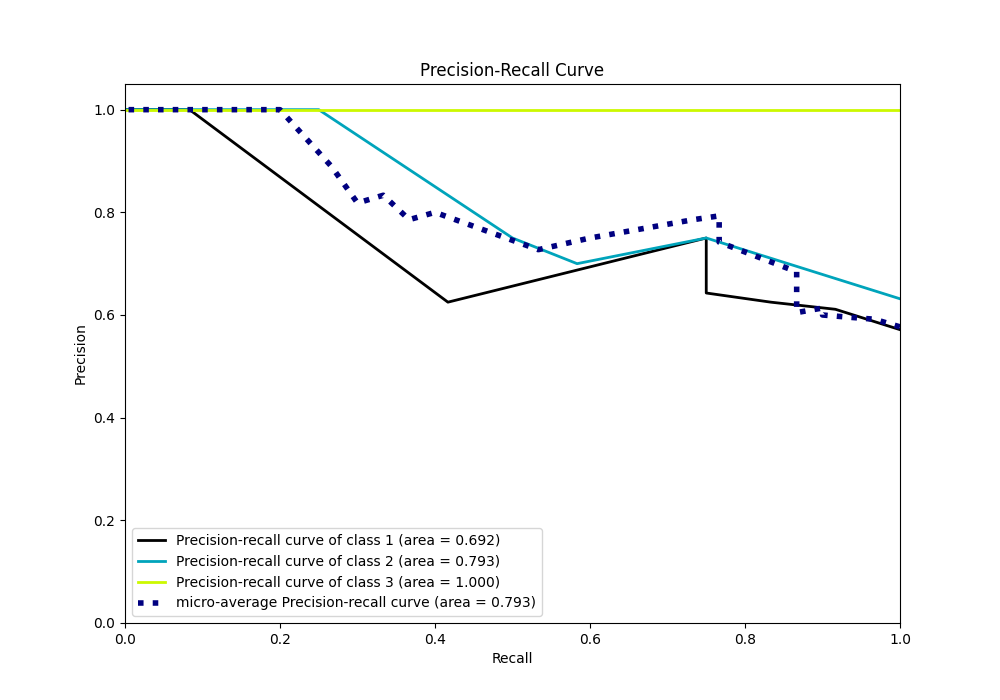 Precision-Recall Curve
1.0
0.8
0.6
0.4
0.2
0.0
Precision
Precision-recall curve of class 1 (area = 0.692)
Precision-recall curve of class 2 (area = 0.793)
Precision-recall curve of class 3 (area = 1.000)
micro-average Precision-recall curve (area = 0.793)
0.0 0.2 0.4 0.6 0.8 1.0
Recall